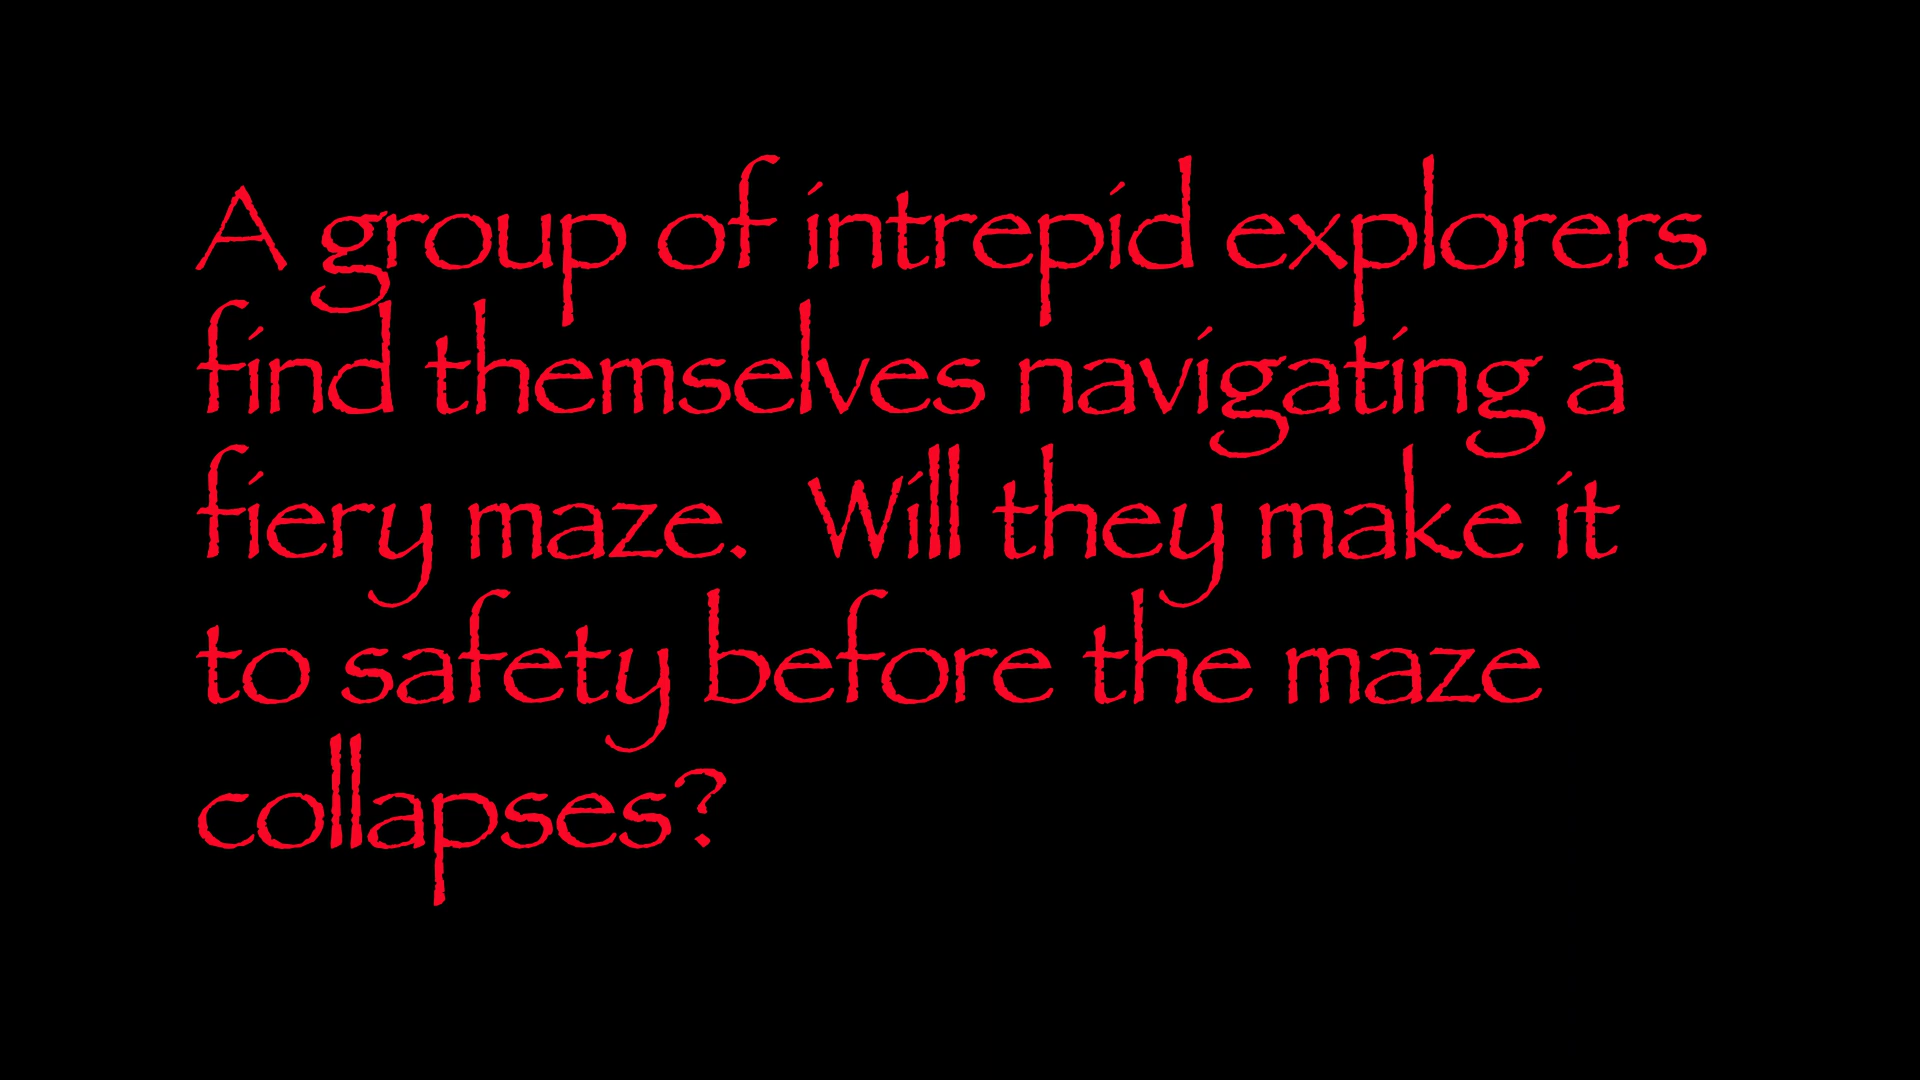 A group of intrepid explorers
find themselves navigating a
fiery maze.  Will they make it
to safety before the maze
collapses?